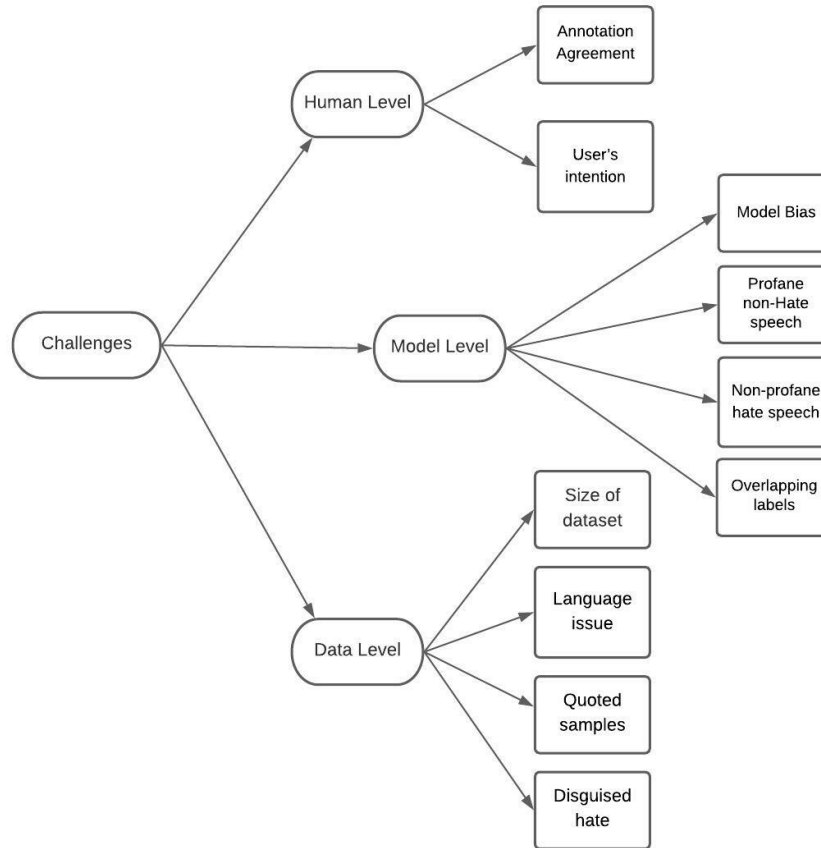 Annotation
Agreement
Human Level
User's
intention
Model Bias
Profane
non-Hate
speech
Challenges
Model Level
Non-profane
hate speech
Overlapping
labels
Size of
dataset
Language
issue
Data Level
Quoted
samples
Disguised
hate